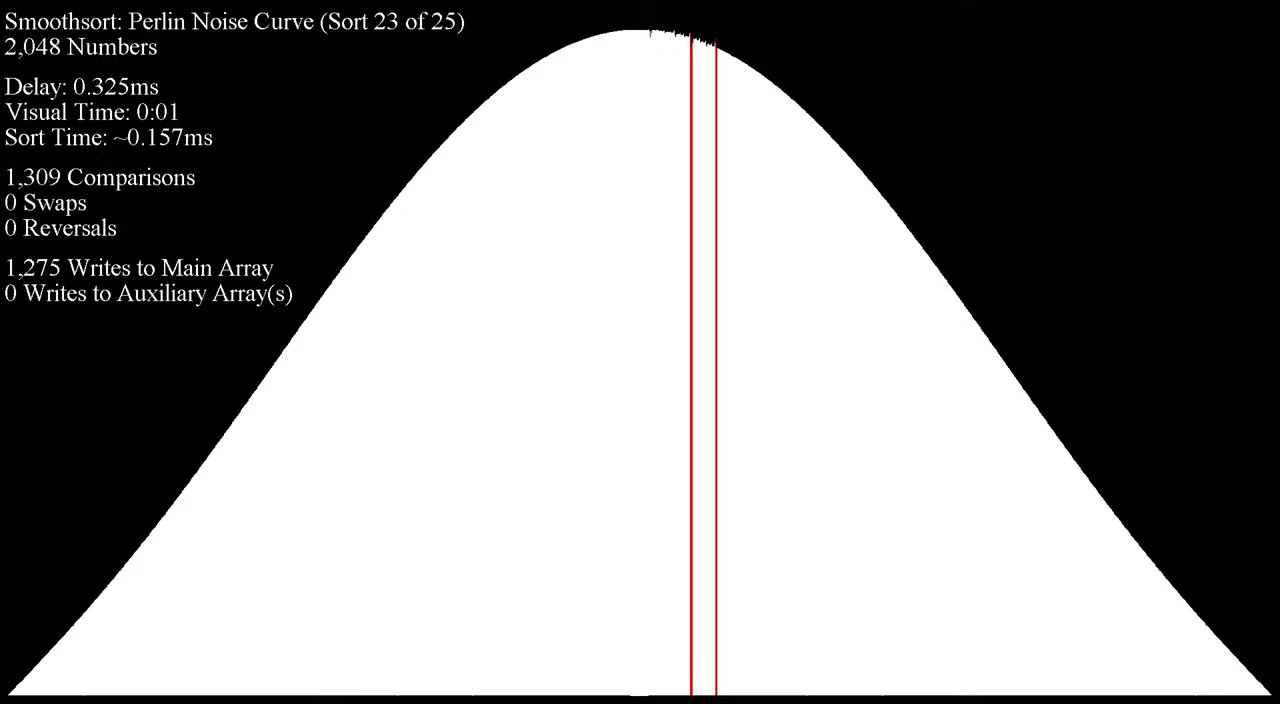 Smoothsort: Perlin Noise Curve (Sort 23 of 25)
2,048 Numbers
Delay: 0.325ms
Visual Time: 0:01
Sort Time: ~0.157ms
1,309 Comparisons
0 Swaps
0 Reversals
1,275 Writes to Main Array
0 Writes to Auxiliary Array(s)